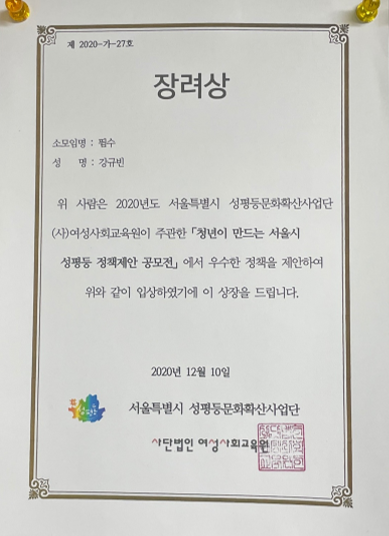 제 2020-가-27호
장려상
소모임명 : 뙴수
성 명 : 강규빈
위 사람은 2020년도 서울특별시 성평등문화확산사업단
(사)여성사회교육원이 주관한 「청년이 만드는 서울시
성평등 정책제안 공모전」에서 우수한 정책을 제안하여
위와 같이 입상하였기에 이 상장을 드립니다.
2020년 12월 10일
서울특별시 성평등문화확산사업단
사단법인 여성사회교육원